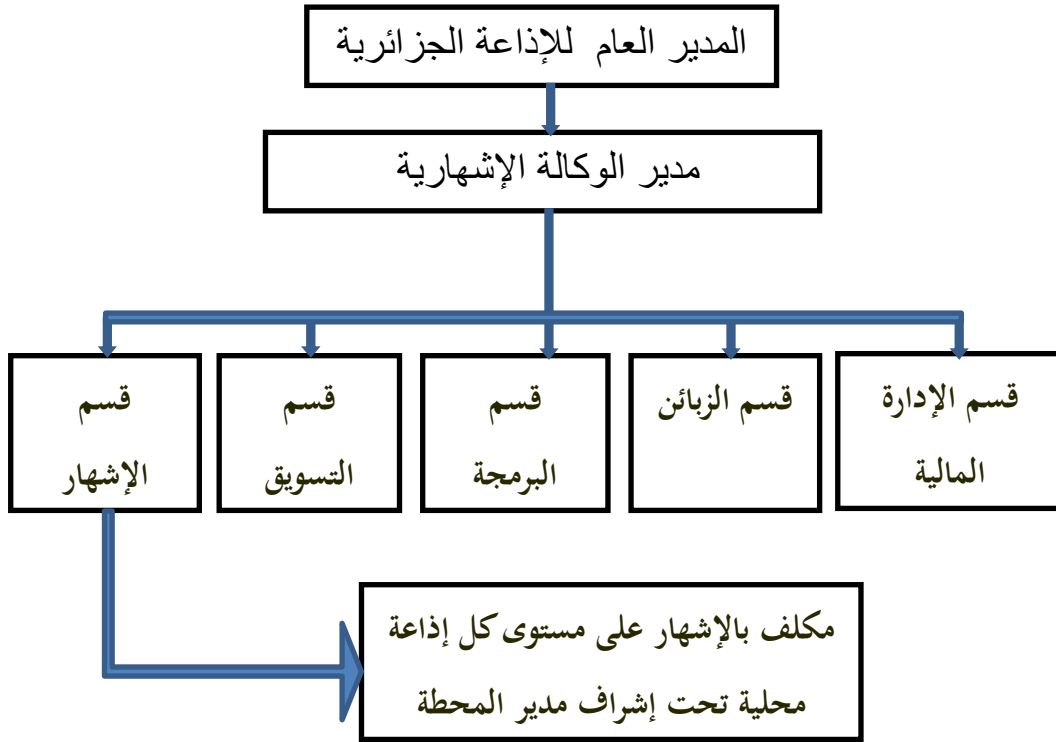 المدير العام للإذاعة الجزائرية
مدير الوكالة الإشهارية
قسم الإدارة
المالية
قسم الزبائن
قسم
البرمجة
قسم
التسويق
قسم
الإشهار
مكلف بالإشهار على مستوى كل إذاعة
محلية تحت إشراف مدير المحطة